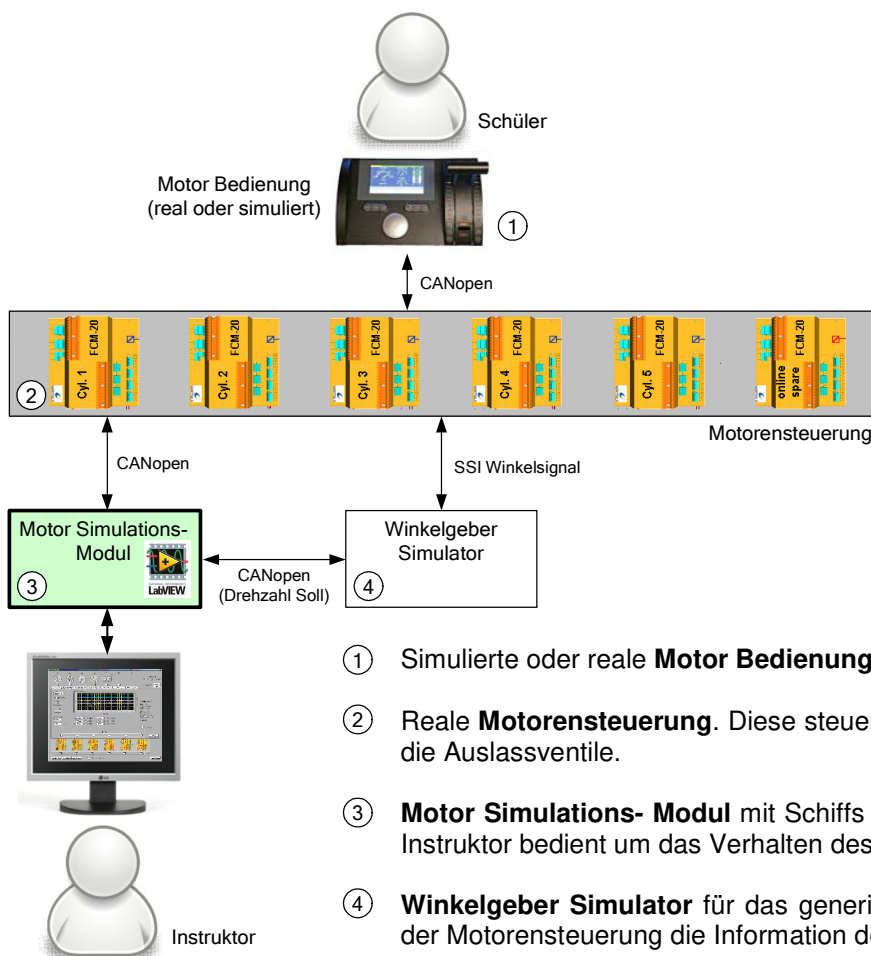 Schüler
Motor Bedienung
(real oder simuliert)
1
CANopen
Cyl. 1 FCM-20
Cyl. 2 FCM-20
Cyl. 3 FCM-20
Cyl. 4 FCM-20
Cyl. 5 FCM-20
online spare FCM-20
2
Motorensteuerung
CANopen
SSI Winkelsignal
Motor Simulations-
Modul
3
LabVIEW
CANopen
(Drehzahl Soll)
Winkelgeber
Simulator
4
1 Simulierte oder reale Motor Bedienung
2 Reale Motorensteuerung. Diese steuer
die Auslassventile.
3 Motor Simulations- Modul mit Schiffs
Instruktor bedient um das Verhalten des
4 Winkelgeber Simulator für das generi
der Motorensteuerung die Information de
Instruktor